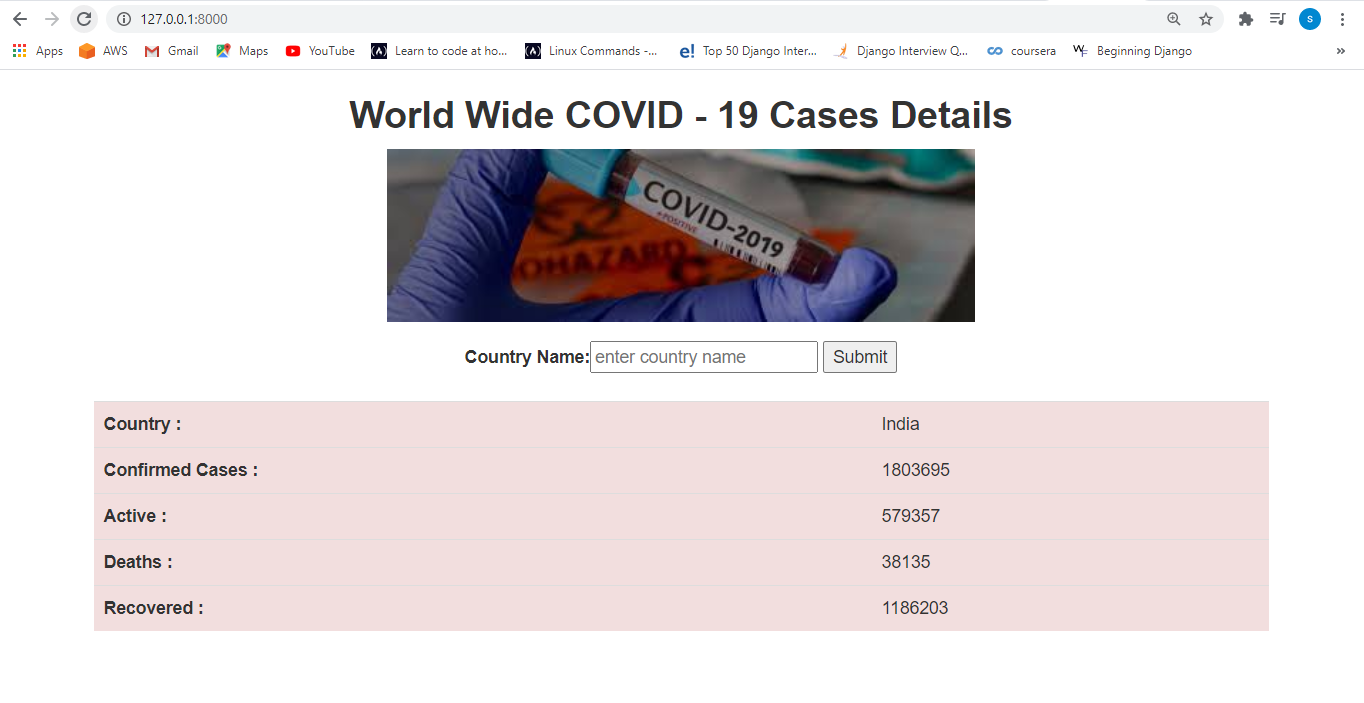 127.0.0.1:8000
S
Apps AWS Gmail Maps YouTube Learn to code at ho... Linux Commands -... e! Top 50 Django Inter... Django Interview Q... coursera Beginning Django »
World Wide COVID - 19 Cases Details
COVID-2019
+POSITIVE
OHAZARD
Country Name: enter country name Submit
Country : India
Confirmed Cases : 1803695
Active : 579357
Deaths : 38135
Recovered : 1186203